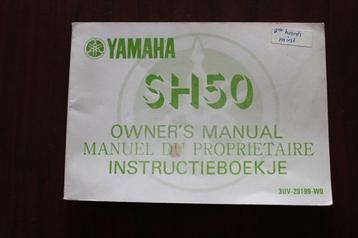 YAMAHA
SH50
OWNER'S MANUAL
MANUEL DU PROPRIETAIRE
INSTRUCTIEBOEKJE
3UV-28199-W0